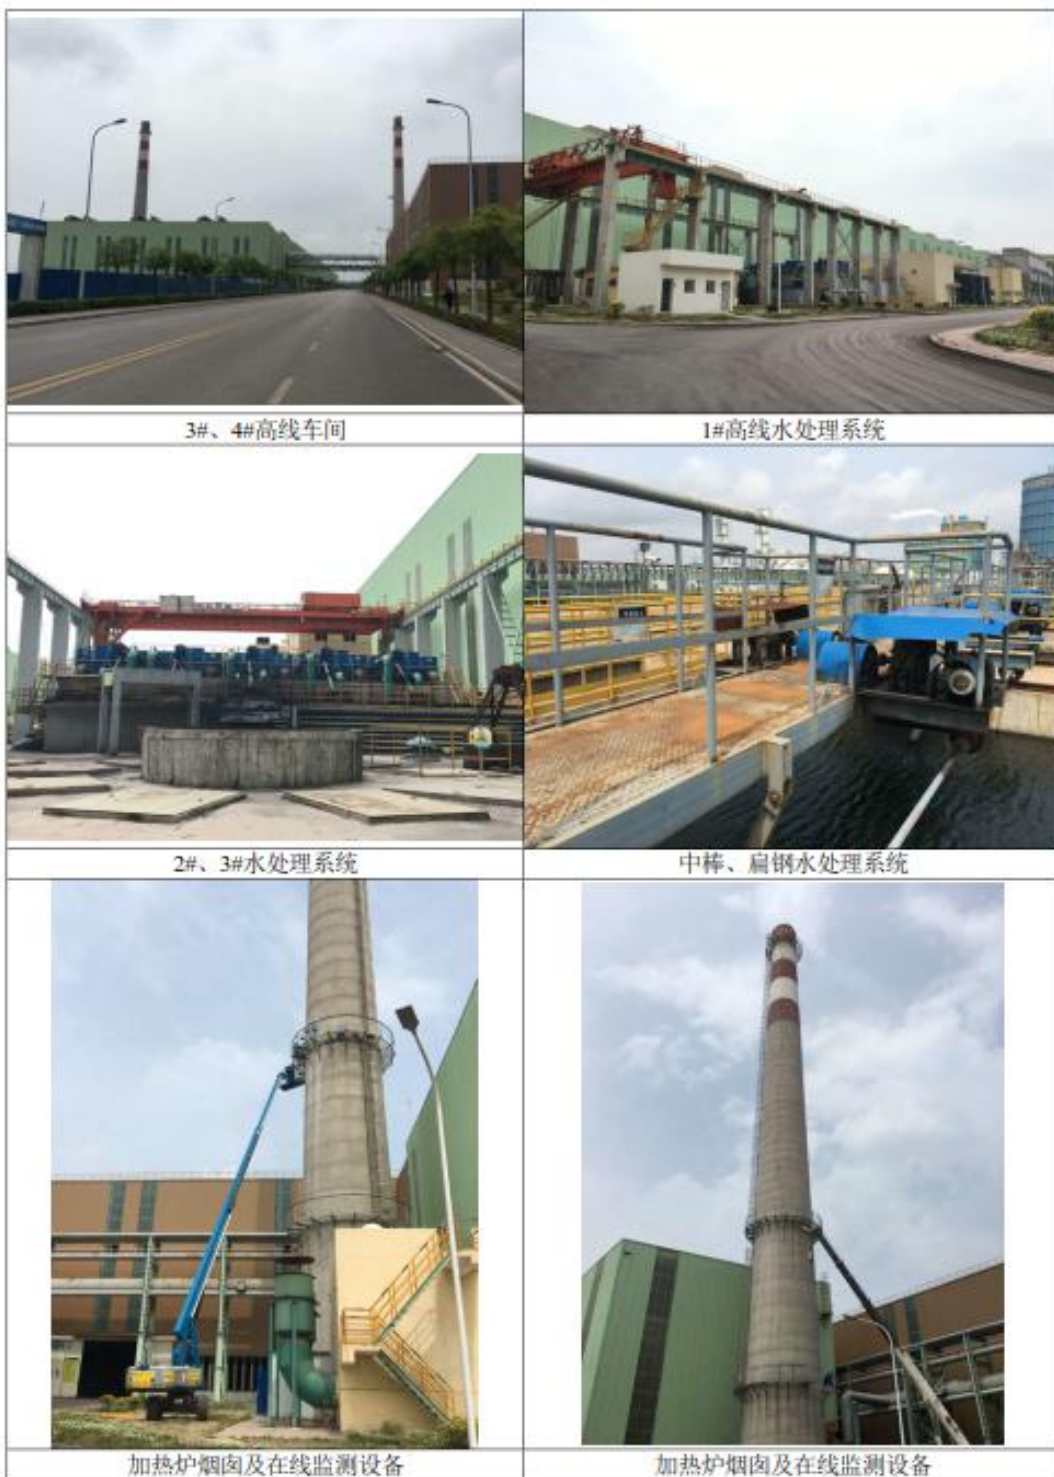 3#、4#高线车间
1#高线水处理系统
2#、3#水处理系统
中棒、扁钢水处理系统
加热炉烟囱及在线监测设备
加热炉烟囱及在线监测设备